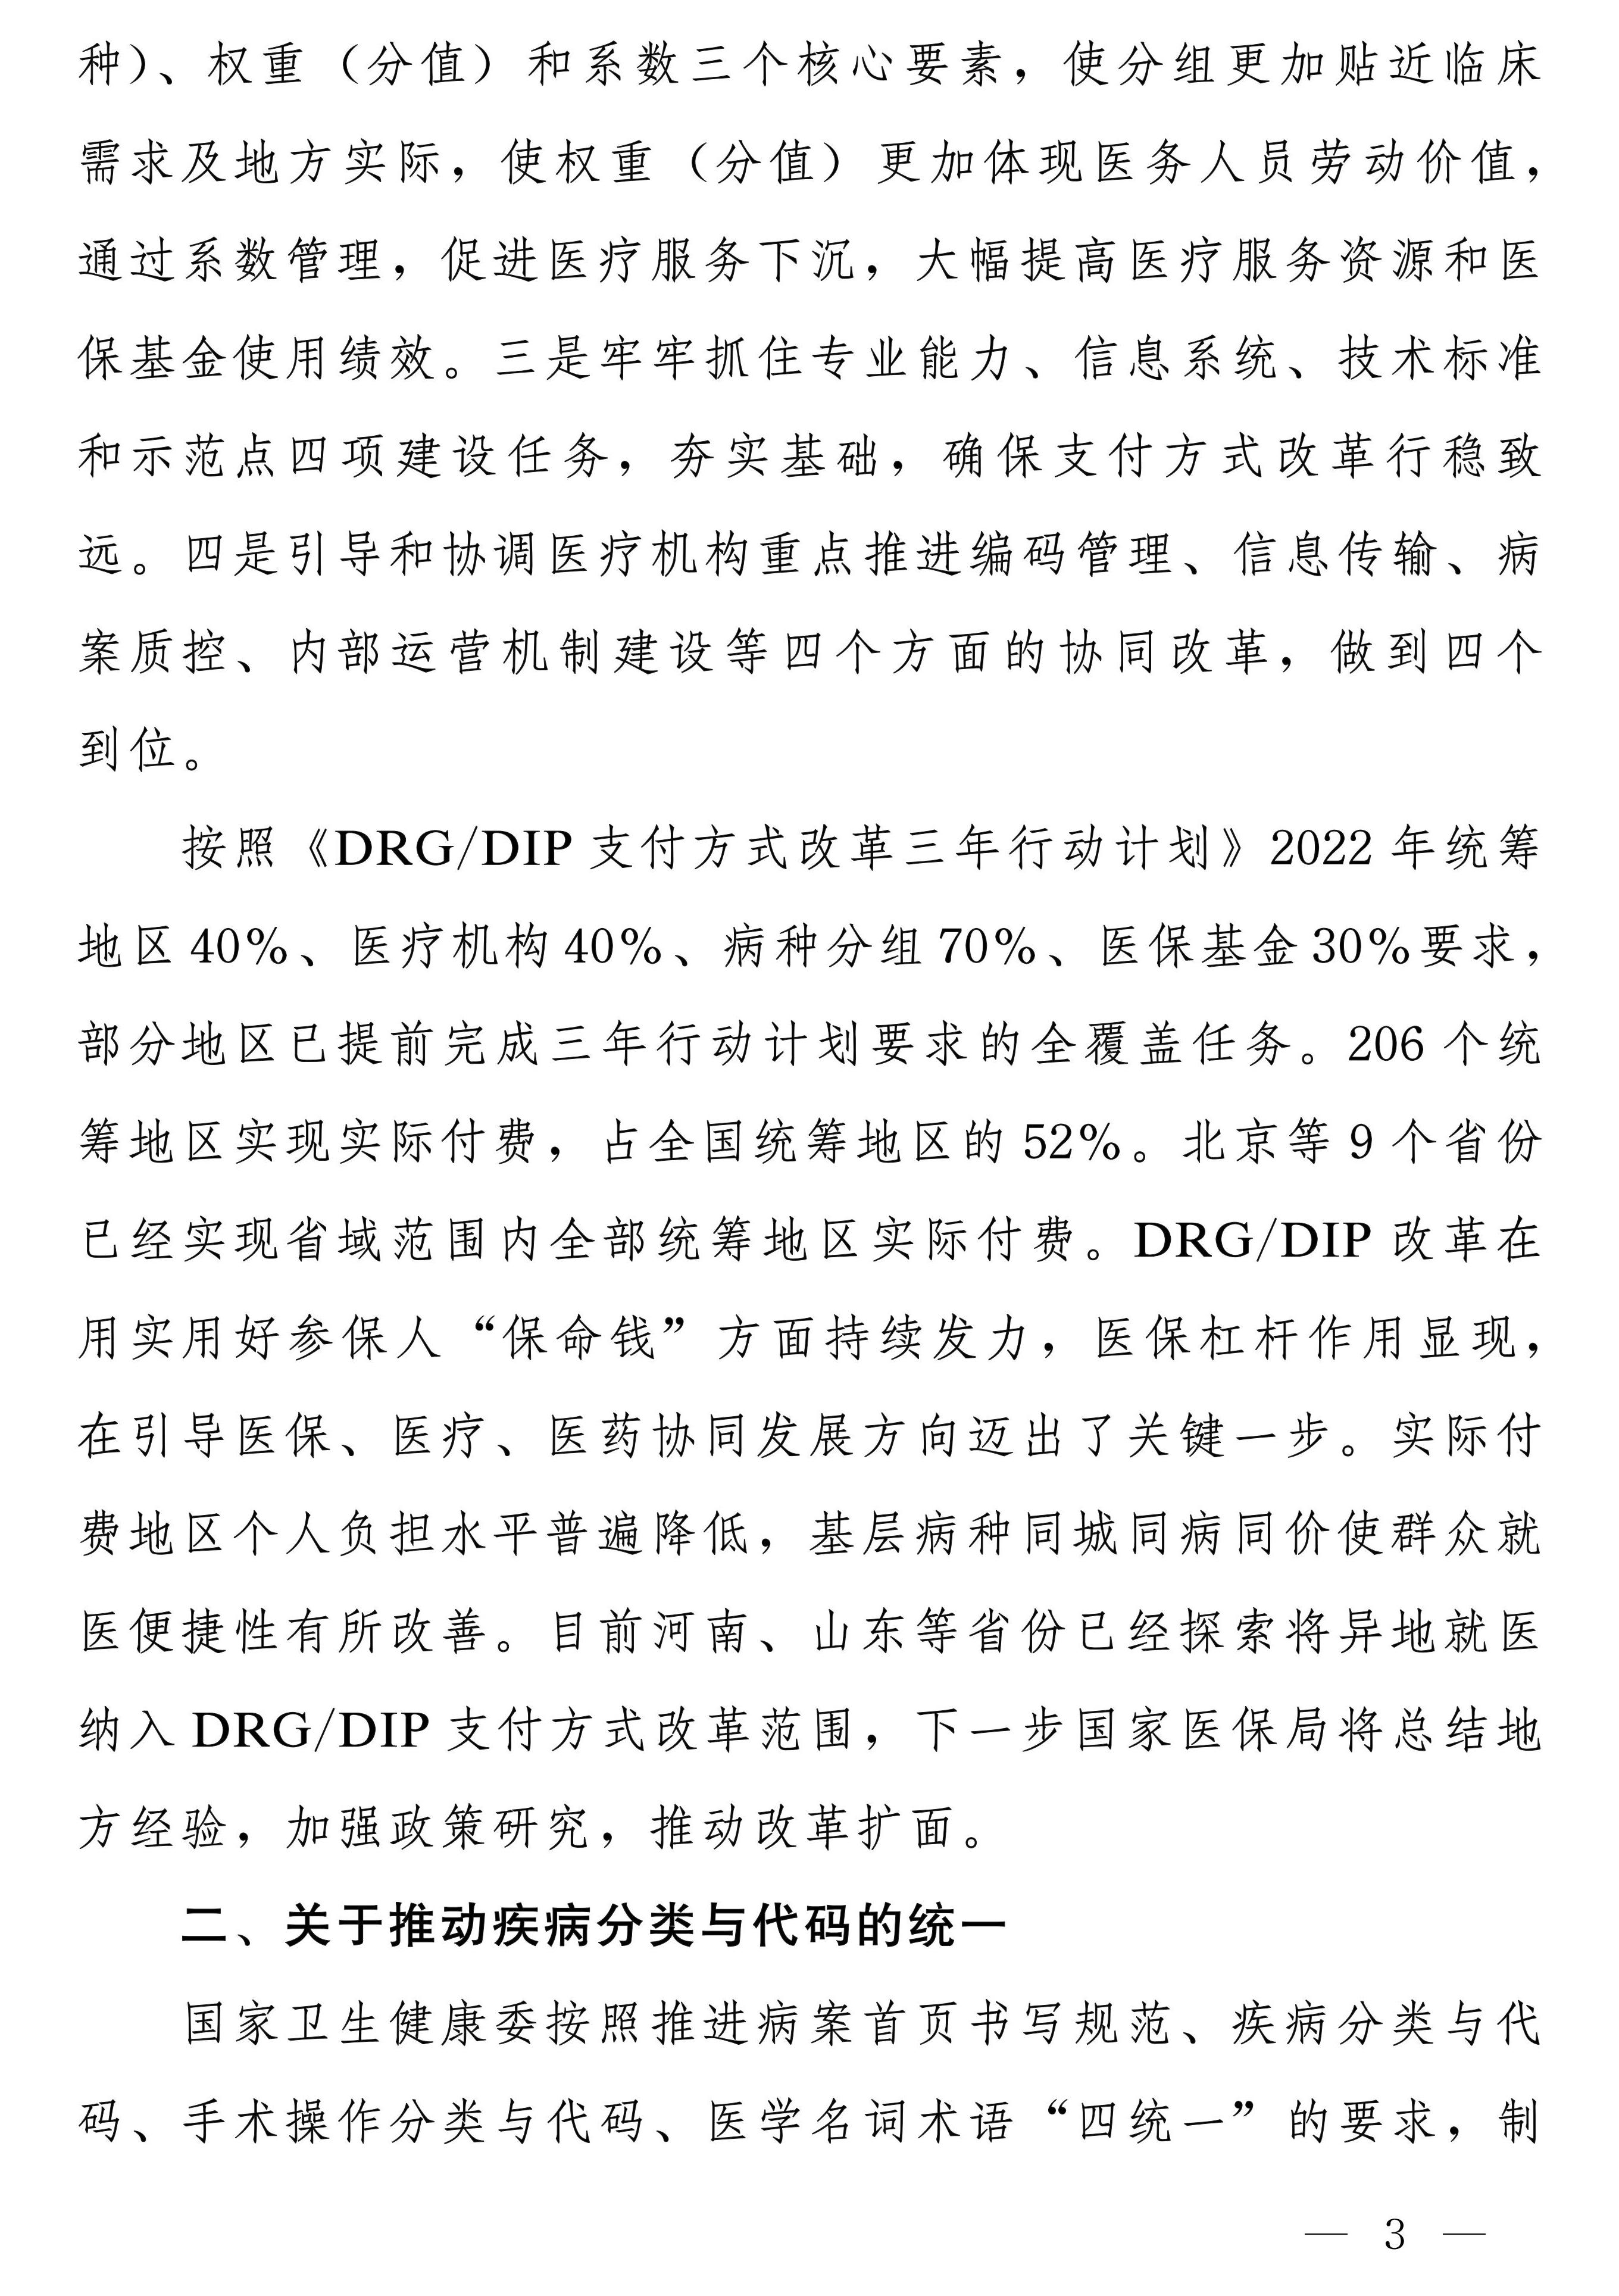 种）、权重（分值）和系数三个核心要素，使分组更加贴近临床
需求及地方实际，使权重（分值）更加体现医务人员劳动价值，
通过系数管理，促进医疗服务下沉，大幅提高医疗服务资源和医
保基金使用绩效。三是牢牢抓住专业能力、信息系统、技术标准
和示范点四项建设任务，夯实基础，确保支付方式改革行稳致
远。四是引导和协调医疗机构重点推进编码管理、信息传输、病
案质控、内部运营机制建设等四个方面的协同改革，做到四个
到位。
按照《DRG/DIP 支付方式改革三年行动计划》2022 年统筹
地区 40%、医疗机构 40%、病种分组 70%、医保基金 30%要求，
部分地区已提前完成三年行动计划要求的全覆盖任务。206 个统
筹地区实现实际付费，占全国统筹地区的 52%。北京等 9 个省份
已经实现省域范围内全部统筹地区实际付费。DRG/DIP 改革在
用实用好参保人“保命钱”方面持续发力，医保杠杆作用显现，
在引导医保、医疗、医药协同发展方向迈出了关键一步。实际付
费地区个人负担水平普遍降低，基层病种同城同病同价使群众就
医便捷性有所改善。目前河南、山东等省份已经探索将异地就医
纳入 DRG/DIP 支付方式改革范围，下一步国家医保局将总结地
方经验，加强政策研究，推动改革扩面。
二、关于推动疾病分类与代码的统一
国家卫生健康委按照推进病案首页书写规范、疾病分类与代
码、手术操作分类与代码、医学名词术语“四统一”的要求，制
— 3 —